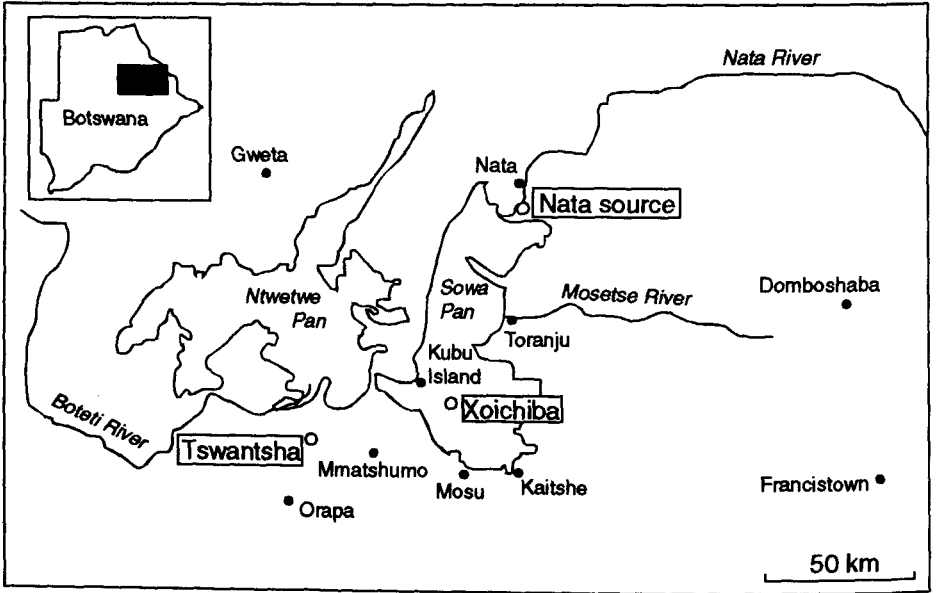 Nata River
Botswana
Gweta
Nata
Nata source
Ntwetwe
Pan
Sowa
Pan
Mosetse River
Domboshaba
Toranju
Kubu
Island
Xoichiba
Boteti River
Tswantsha
Mmatshumo
Mosu
Kaitshe
Francistown
Orapa
50 km